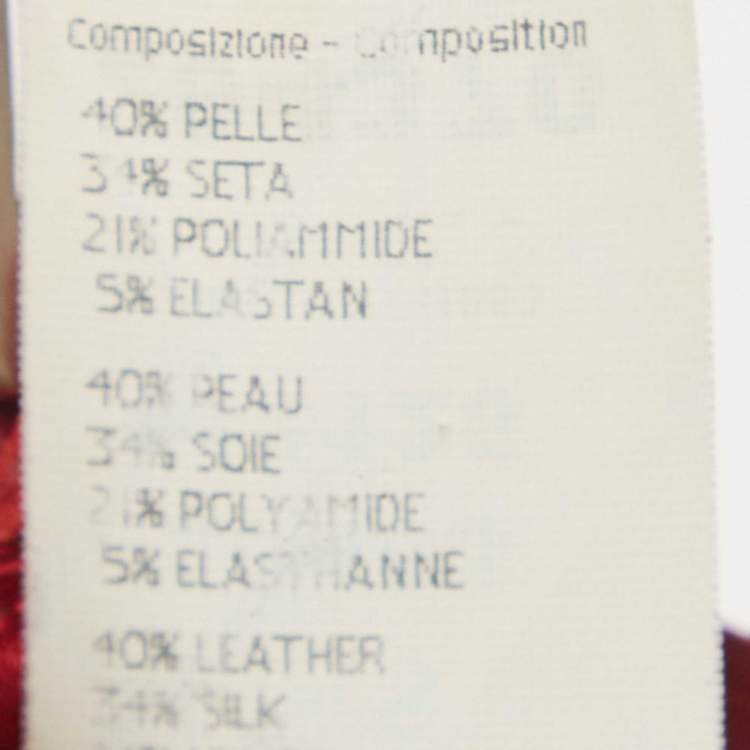 Composizione - Composition
40% PELLE
34% SETA
21% POLIAMMIDE
5% ELASTAN
40% PEAU
34% SOIE
21% POLYAMIDE
5% ELASTHANNE
40% LEATHER
34% SILK